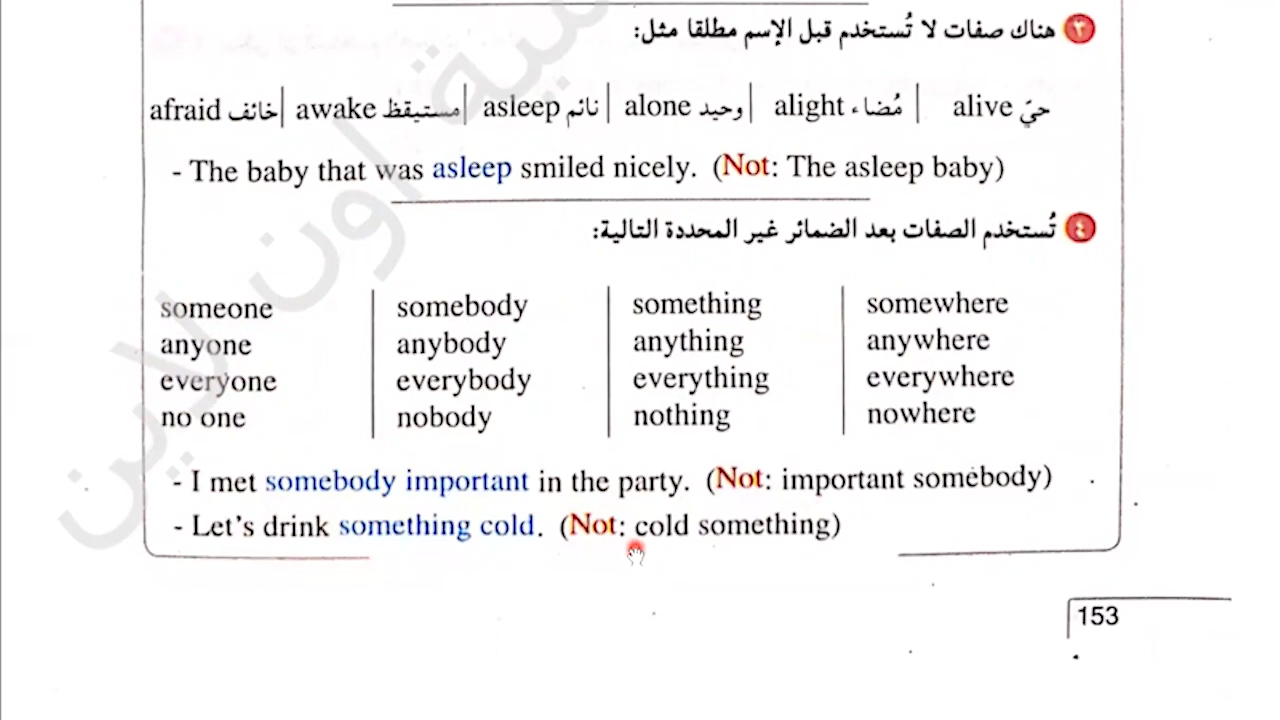 ٣ هناك صفات لا تُستخدم قبل الإسم مطلقا مثل:
afraid خائف | awake مستيقظ | asleep نائم | alone وحيد | alight مُضاء | alive حيّ
- The baby that was asleep smiled nicely. (Not: The asleep baby)
٤ تُستخدم الصفات بعد الضمائر غير المحددة التالية:
someone | somebody | something | somewhere
anyone | anybody | anything | anywhere
everyone | everybody | everything | everywhere
no one | nobody | nothing | nowhere
- I met somebody important in the party. (Not: important somebody)
- Let's drink something cold. (Not: cold something)
153
اون لاين